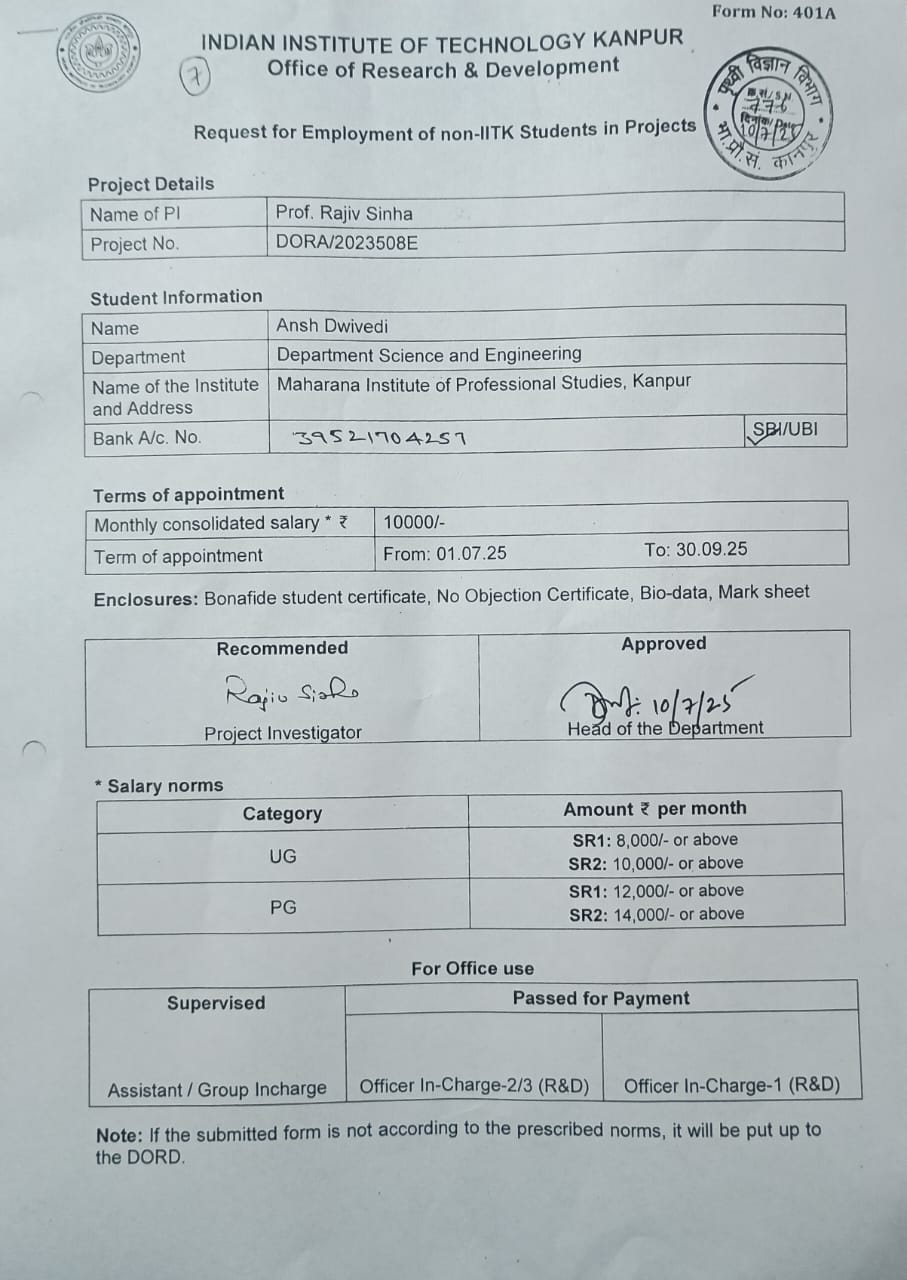 Form No: 401A
INDIAN INSTITUTE OF TECHNOLOGY KANPUR
Office of Research & Development
7
Request for Employment of non-IITK Students in Projects
पृथ्वी विज्ञान विभाग
क्र.सं/S.N
776
दिनांक/Date
10/7/25
भा.प्रौ.सं. कानपुर
Project Details
Name of PI Prof. Rajiv Sinha
Project No. DORA/2023508E
Student Information
Name Ansh Dwivedi
Department Department Science and Engineering
Name of the Institute Maharana Institute of Professional Studies, Kanpur
and Address
Bank A/c. No. 39521704257 SBI/UBI
Terms of appointment
Monthly consolidated salary * ₹ 10000/-
Term of appointment From: 01.07.25 To: 30.09.25
Enclosures: Bonafide student certificate, No Objection Certificate, Bio-data, Mark sheet
Recommended Approved
Rajiv Sinha
10/7/25
Project Investigator Head of the Department
* Salary norms
Category Amount ₹ per month
UG SR1: 8,000/- or above
SR2: 10,000/- or above
PG SR1: 12,000/- or above
SR2: 14,000/- or above
For Office use
Supervised Passed for Payment
Assistant / Group Incharge Officer In-Charge-2/3 (R&D) Officer In-Charge-1 (R&D)
Note: If the submitted form is not according to the prescribed norms, it will be put up to
the DORD.